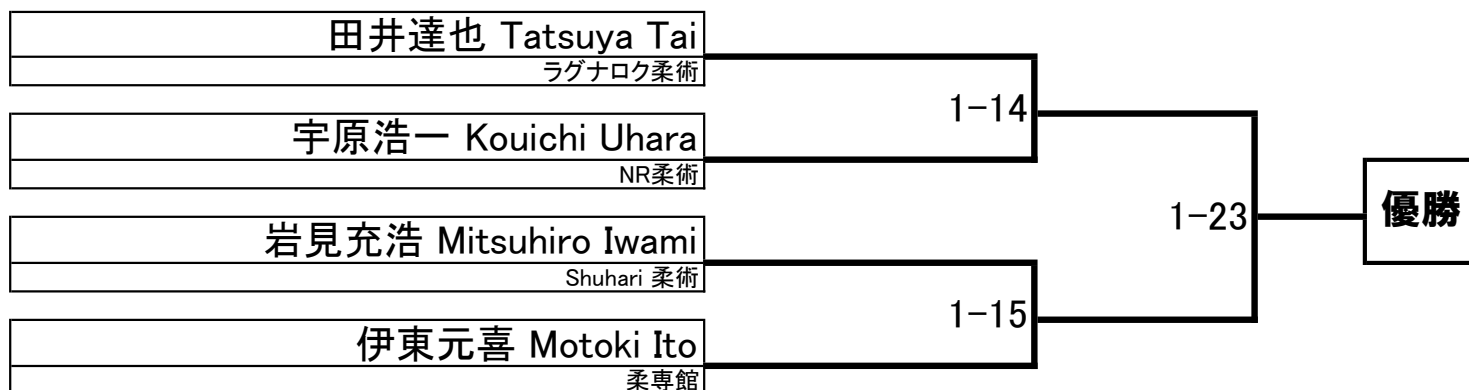 田井達也 Tatsuya Tai
ラグナロク柔術
1-14
宇原浩一 Kouichi Uhara
NR柔術
1-23
優勝
岩見充浩 Mitsuhiro Iwami
Shuhari 柔術
1-15
伊東元喜 Motoki Ito
柔専館